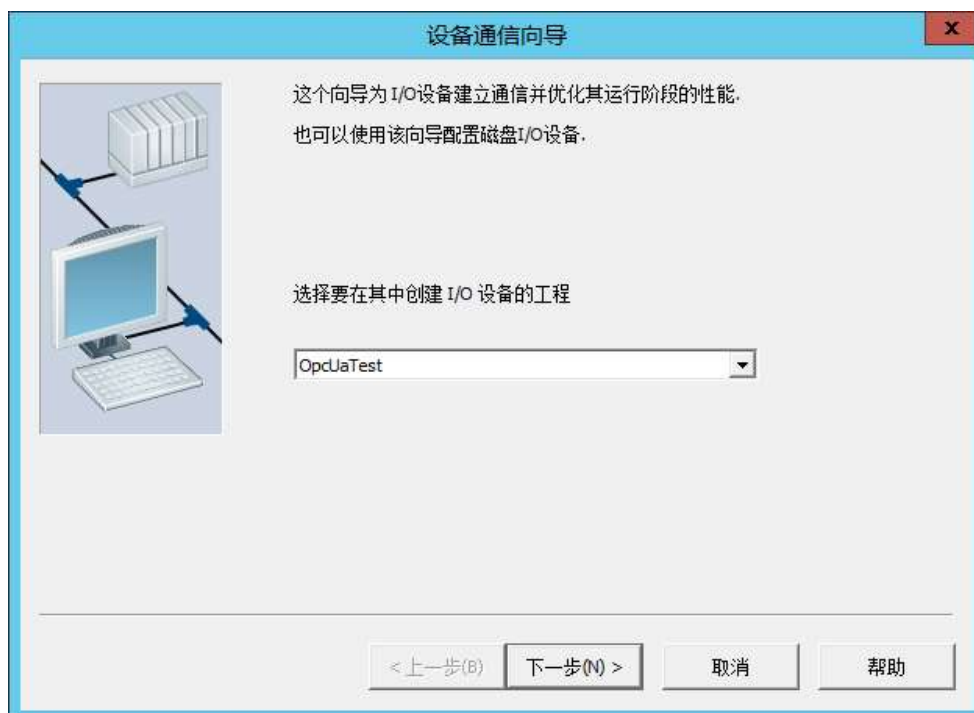 设备通信向导
x
这个向导为 I/O设备建立通信并优化其运行阶段的性能.
也可以使用该向导配置磁盘I/O设备.
选择要在其中创建 I/O 设备的工程
OpcUaTest
< 上一步(B) 下一步(N) > 取消 帮助